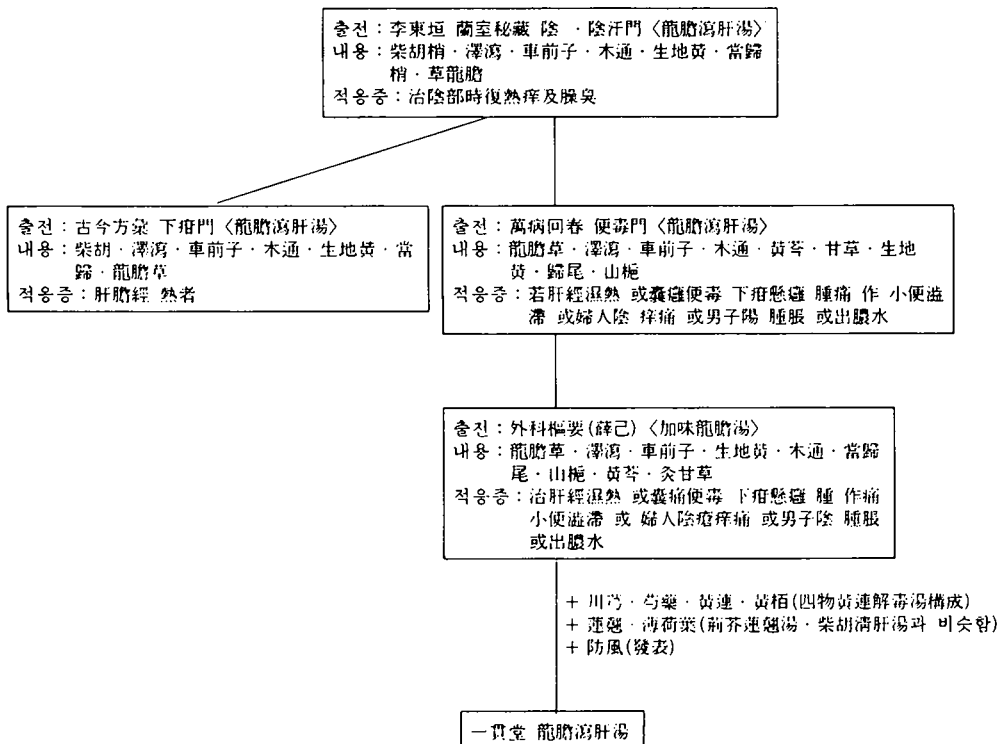 출전 : 李東垣 蘭室秘藏 陰 · 陰汗門 〈龍膽瀉肝湯〉
내용 : 柴胡梢 · 澤瀉 · 車前子 · 木通 · 生地黄 · 當歸
梢 · 草龍膽
적응증 : 治陰部時復熱痒及臊臭
출전 : 古今方彙 下疳門 〈龍膽瀉肝湯〉
내용 : 柴胡 · 澤瀉 · 車前子 · 木通 · 生地黄 · 當
歸 · 龍膽草
적응증 : 肝膽經 熱者
출전 : 萬病回春 便毒門 〈龍膽瀉肝湯〉
내용 : 龍膽草 · 澤瀉 · 車前子 · 木通 · 黄芩 · 甘草 · 生地
黄 · 歸尾 · 山梔
적응증 : 若肝經濕熱 或囊癰便毒 下疳懸癰 腫痛 作 小便澁
滯 或婦人陰 痒痛 或男子陽 腫脹 或出膿水
출전 : 外科樞要(薛己) 〈加味龍膽湯〉
내용 : 龍膽草 · 澤瀉 · 車前子 · 生地黄 · 木通 · 當歸
尾 · 山梔 · 黄芩 · 炙甘草
적응증 : 治肝經濕熱 或囊癰便毒 下疳懸癰 腫 作痛
小便澁滯 或 婦人陰瘡痒痛 或男子陰 腫脹
或出膿水
+ 川芎 · 芍藥 · 黄連 · 黄栢(四物黄連解毒湯構成)
+ 蓮翹 · 薄荷葉(荊芥蓮翹湯 · 柴胡清肝湯과 비슷함)
+ 防風(發表)
一貫堂 龍膽瀉肝湯